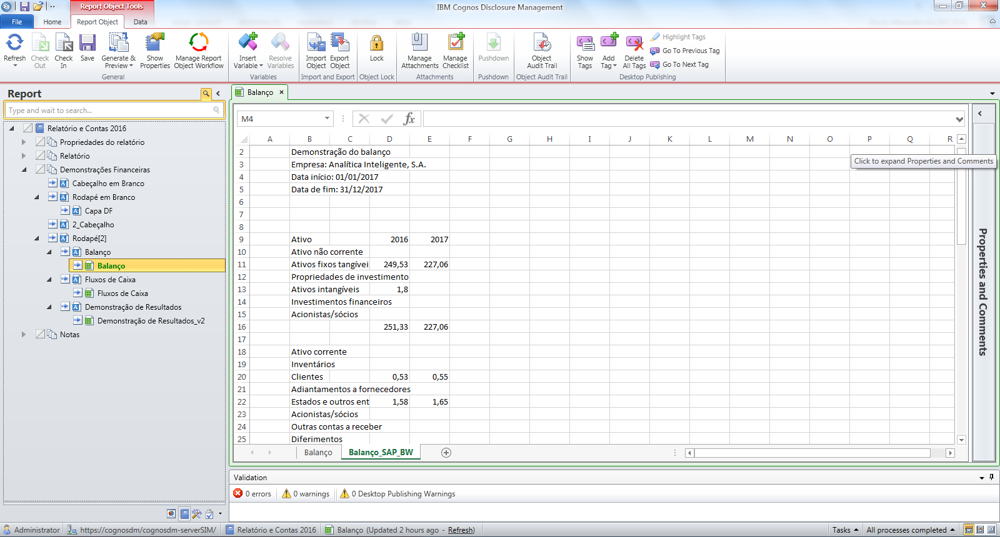 Report Object Tools
IBM Cognos Disclosure Management
File
Home
Report Object
Data
Refresh
Check Out
Check In
Save
Generate & Preview
Show Properties
Manage Report Object Workflow
General
Insert Variable
Resolve Variables
Variables
Import Object
Export Object
Import and Export
Lock
Object Lock
Manage Attachments
Manage Checklist
Attachments
Pushdown
Pushdown
Object Audit Trail
Object Audit Trail
Show Tags
Add Tag
Delete All Tags
Highlight Tags
Go To Previous Tag
Go To Next Tag
Desktop Publishing
Report
Type and wait to search...
Relatório e Contas 2016
Propriedades do relatório
Relatório
Demonstrações Financeiras
Cabeçalho em Branco
Rodapé em Branco
Capa DF
2_Cabeçalho
Rodapé[2]
Balanço
Balanço
Fluxos de Caixa
Fluxos de Caixa
Demonstração de Resultados
Demonstração de Resultados_v2
Notas
Balanço
M4
fx
A B C D E F G H I J K L M N O P Q R
2 Demonstração do balanço
3 Empresa: Analítica Inteligente, S.A.
4 Data início: 01/01/2017
5 Data de fim: 31/12/2017
6
7
8
9 Ativo 2016 2017
10 Ativo não corrente
11 Ativos fixos tangívei 249,53 227,06
12 Propriedades de investimento
13 Ativos intangíveis 1,8
14 Investimentos financeiros
15 Acionistas/sócios
16 251,33 227,06
17
18 Ativo corrente
19 Inventários
20 Clientes 0,53 0,55
21 Adiantamentos a fornecedores
22 Estados e outros ent 1,58 1,65
23 Acionistas/sócios
24 Outras contas a receber
25 Diferimentos
Click to expand Properties and Comments
Properties and Comments
Balanço
Balanço_SAP_BW
Validation
0 errors
0 warnings
0 Desktop Publishing Warnings
Administrator
https://cognosdm/cognosdm-serverSIM/
Relatório e Contas 2016
Balanço (Updated 2 hours ago - Refresh)
Tasks
All processes completed